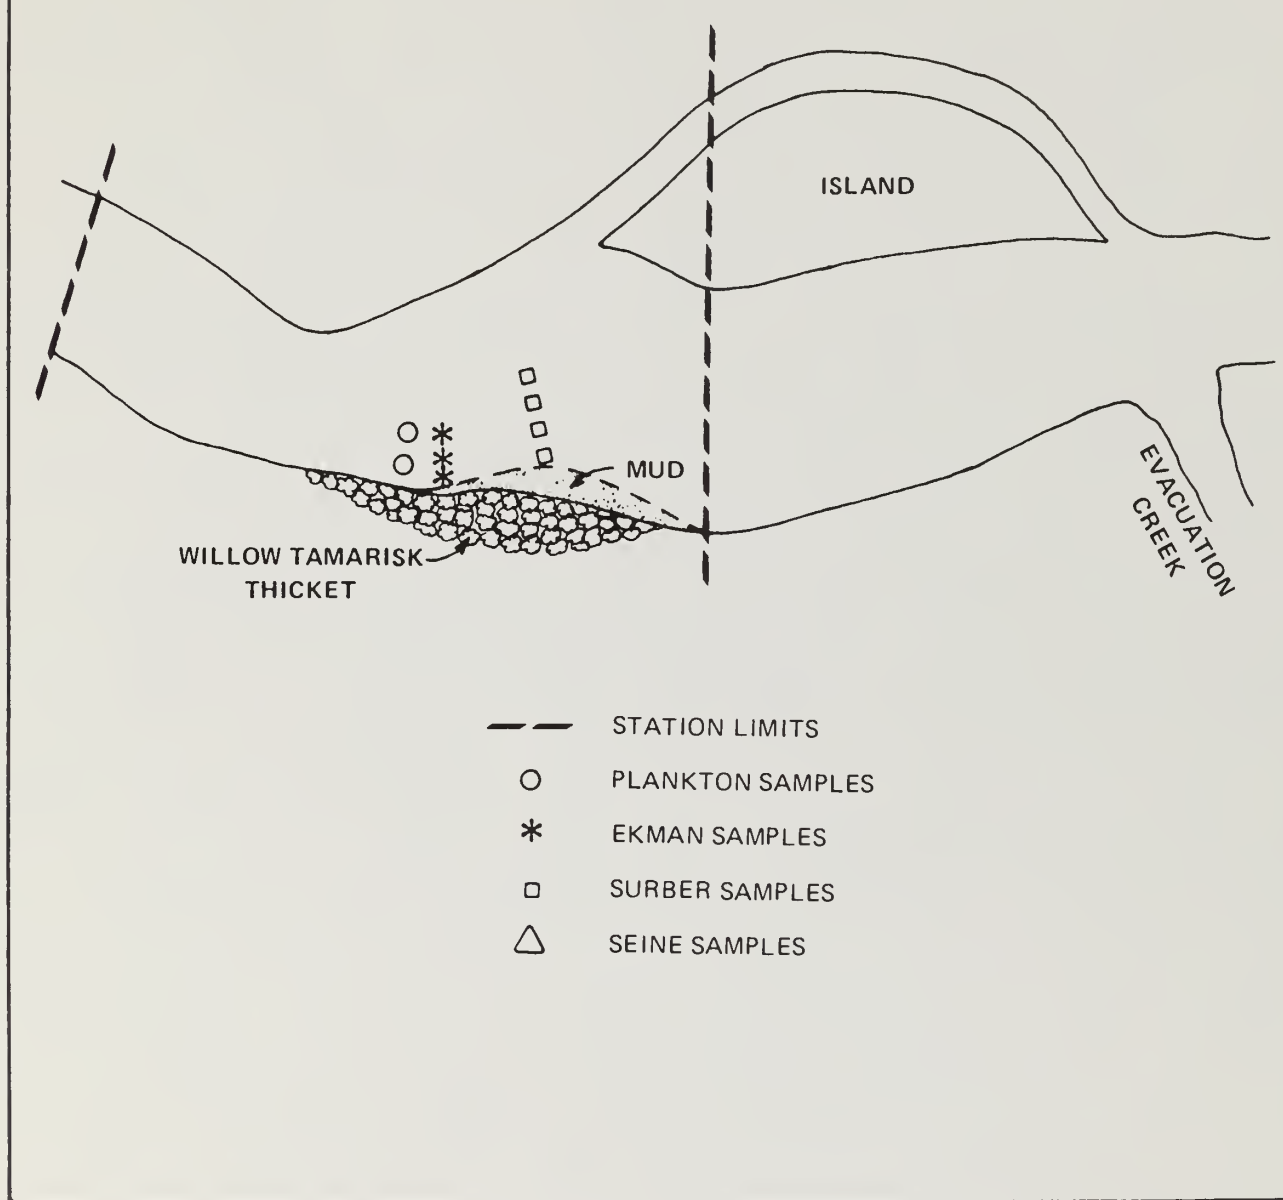 ISLAND
MUD
EVACUATION
CREEK
WILLOW TAMARISK
THICKET
STATION LIMITS
PLANKTON SAMPLES
EKMAN SAMPLES
SURBER SAMPLES
SEINE SAMPLES